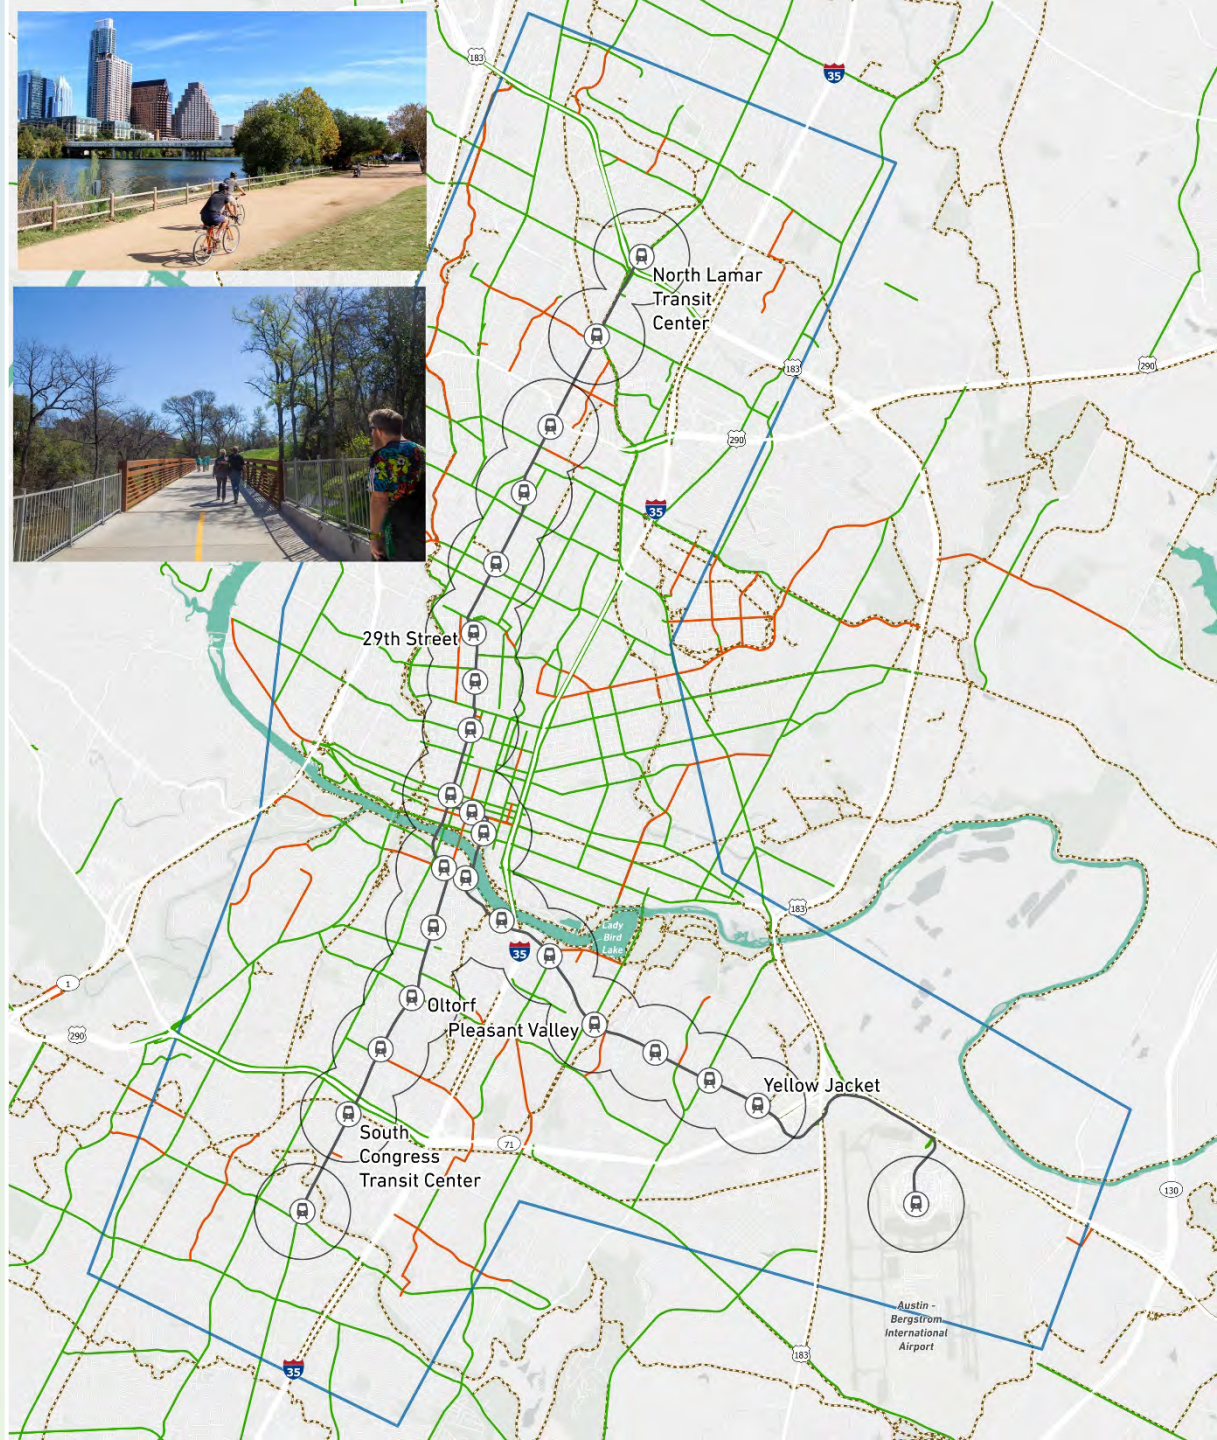 183
35
North Lamar
Transit
Center
183
290
290
35
29th Street
183
Lady
Bird
Lake
35
1
290
Oltorf
Pleasant Valley
Yellow Jacket
South
Congress
Transit Center
71
130
Austin -
Bergstrom
International
Airport
183
35